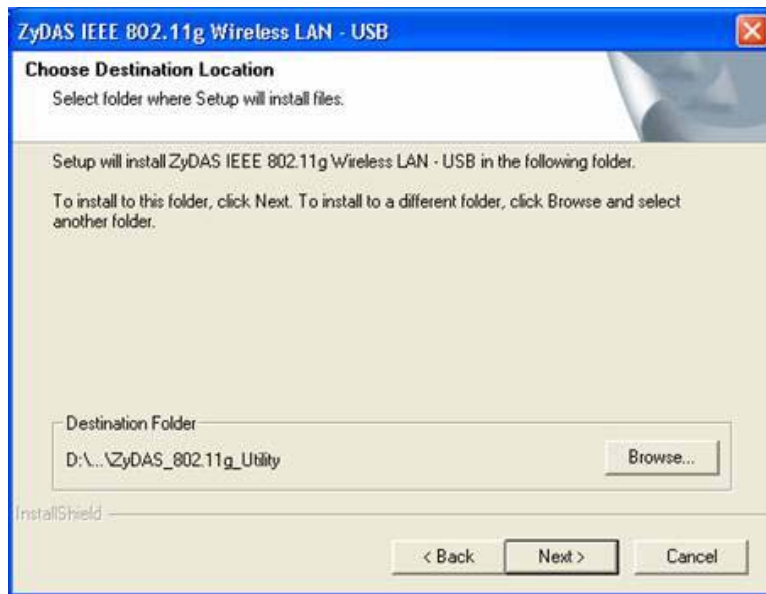 ZyDAS IEEE 802.11g Wireless LAN - USB
Choose Destination Location
Select folder where Setup will install files.
Setup will install ZyDAS IEEE 802.11g Wireless LAN - USB in the following folder.
To install to this folder, click Next. To install to a different folder, click Browse and select
another folder.
Destination Folder
D:\...\ZyDAS_802.11g_Utility
Browse...
InstallShield
< Back
Next >
Cancel